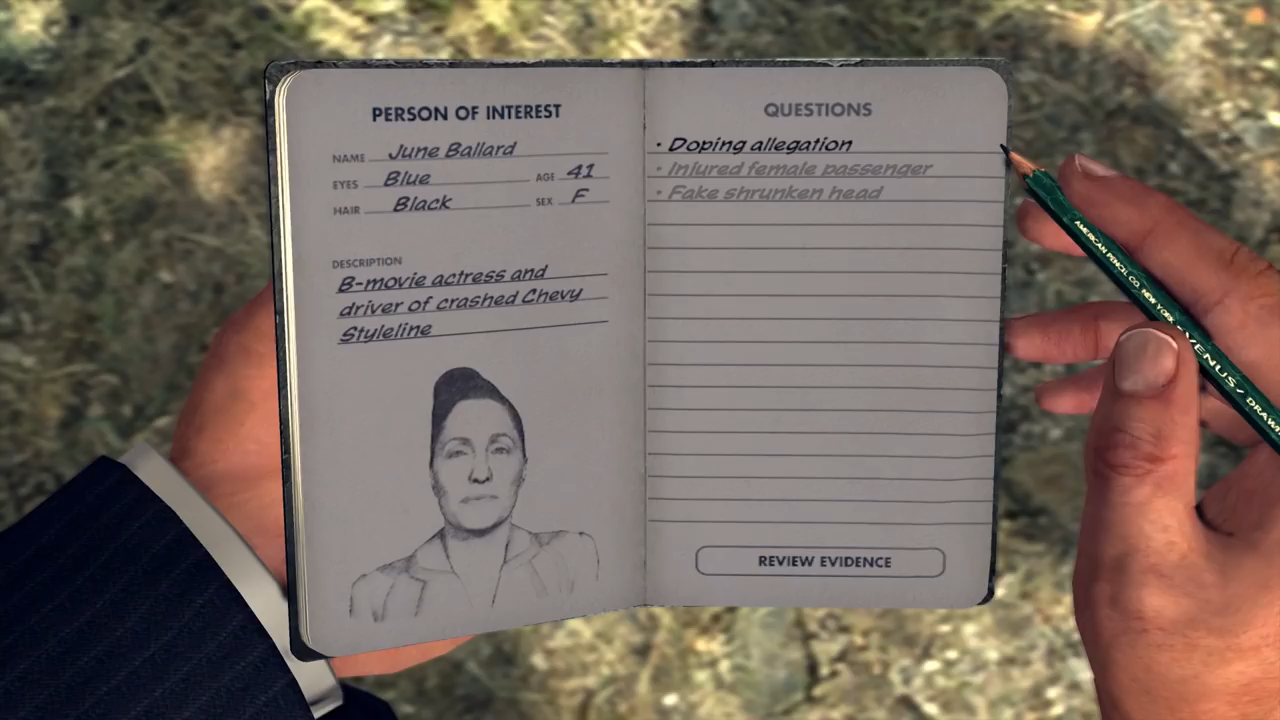 PERSON OF INTEREST
NAME June Ballard
EYES Blue AGE 41
HAIR Black SEX F
DESCRIPTION
B-movie actress and
driver of crashed Chevy
Styleline
QUESTIONS
• Doping allegation
• Injured female passenger
• Fake shrunken head
REVIEW EVIDENCE
AMERICAN PENCIL CO. NEW YORK VENUS